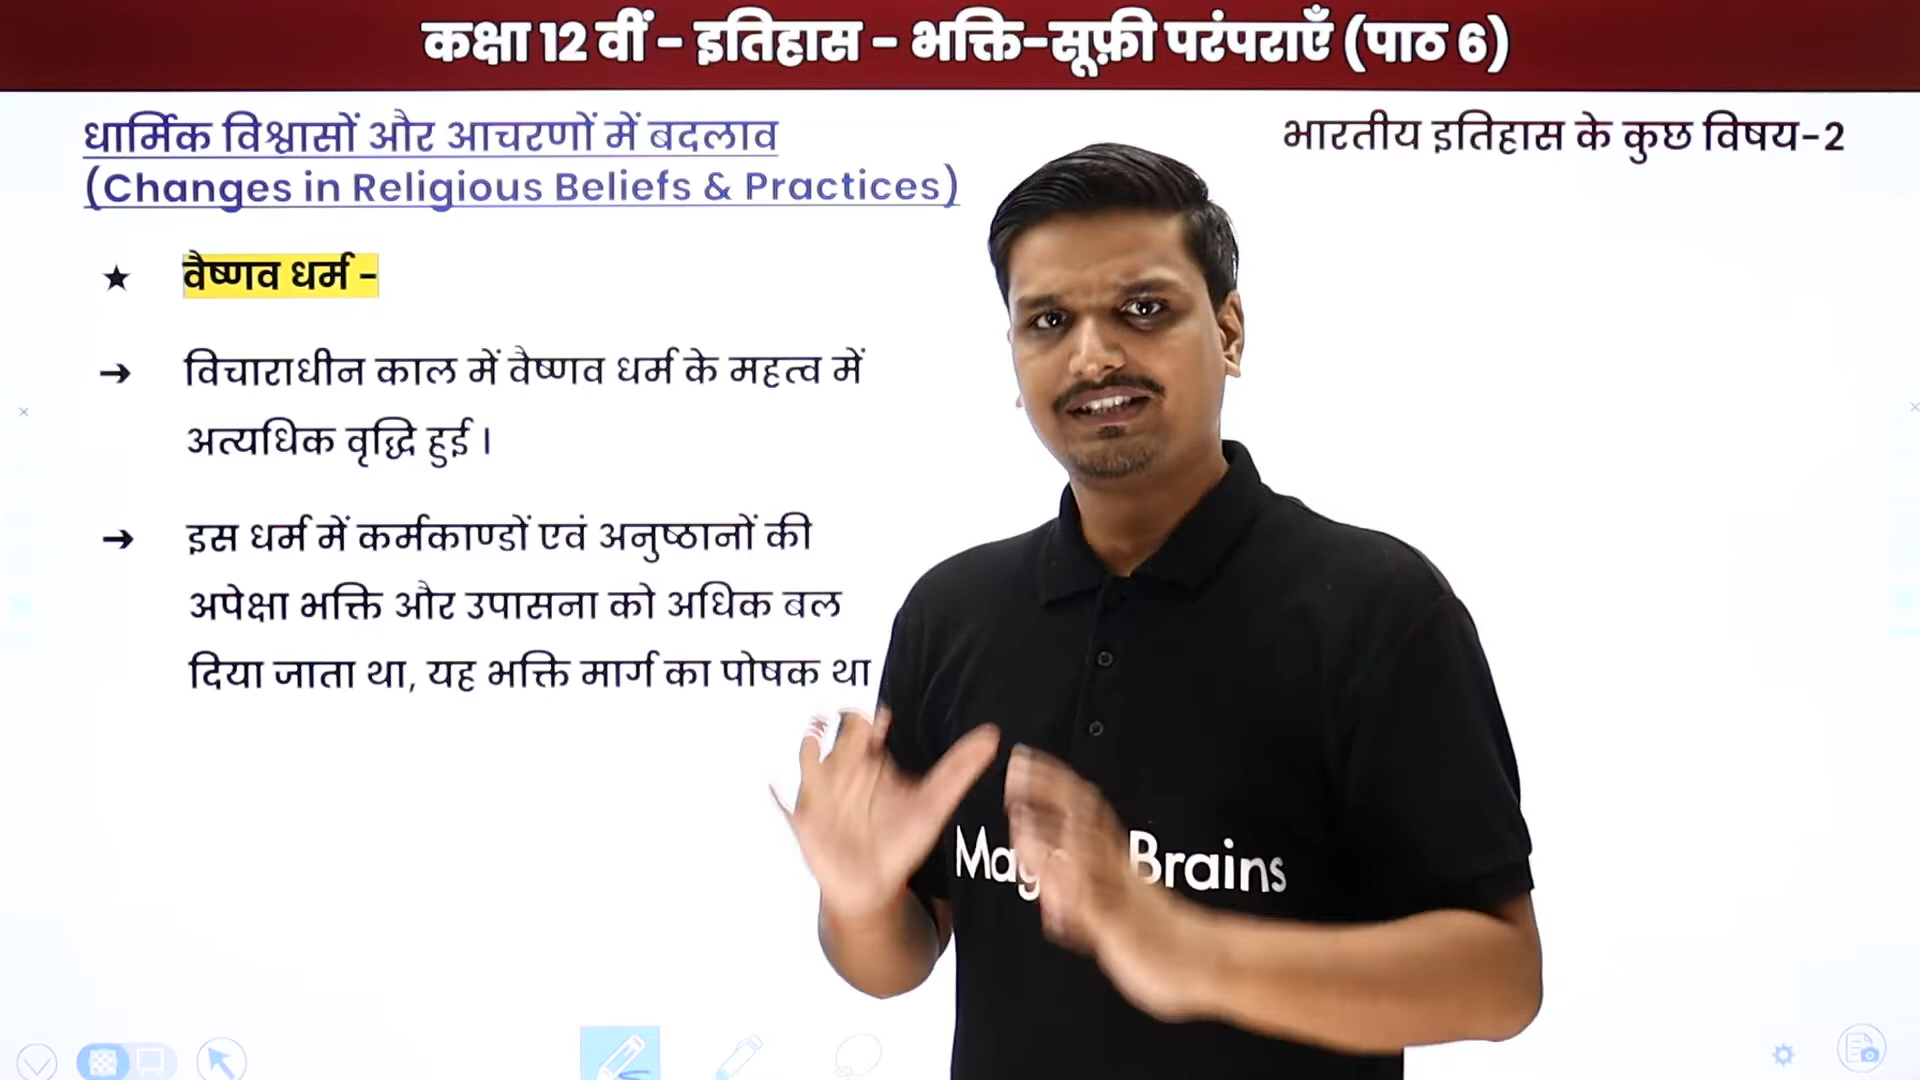 कक्षा 12 वीं - इतिहास - भक्ति-सूफ़ी परंपराएँ (पाठ 6)
धार्मिक विश्वासों और आचरणों में बदलाव
(Changes in Religious Beliefs & Practices)
भारतीय इतिहास के कुछ विषय-2
★ वैष्णव धर्म -
➔ विचाराधीन काल में वैष्णव धर्म के महत्व में
अत्यधिक वृद्धि हुई ।
➔ इस धर्म में कर्मकाण्डों एवं अनुष्ठानों की
अपेक्षा भक्ति और उपासना को अधिक बल
दिया जाता था, यह भक्ति मार्ग का पोषक था
Brains